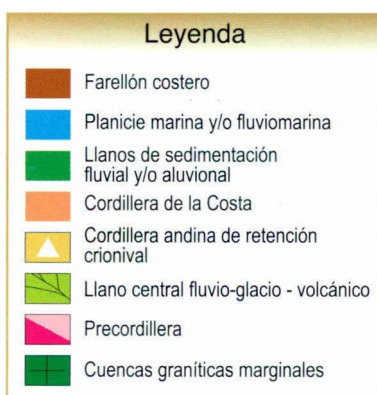 Leyenda
Farellón costero
Planicie marina y/o fluviomarina
Llanos de sedimentación
fluvial y/o aluvional
Cordillera de la Costa
Cordillera andina de retención
crionival
Llano central fluvio-glacio - volcánico
Precordillera
Cuencas graníticas marginales